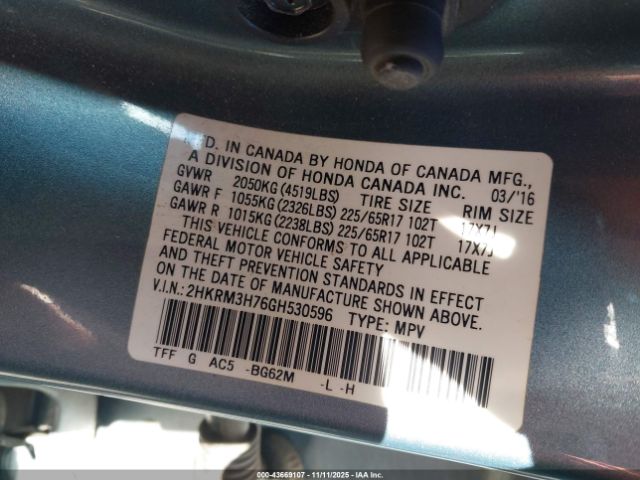 MFD. IN CANADA BY HONDA OF CANADA MFG.,
A DIVISION OF HONDA CANADA INC. 03/'16
GVWR 2050KG(4519LBS) TIRE SIZE RIM SIZE
GAWR F 1055KG(2326LBS) 225/65R17 102T 17X7J
GAWR R 1015KG(2238LBS) 225/65R17 102T 17X7J
THIS VEHICLE CONFORMS TO ALL APPLICABLE
FEDERAL MOTOR VEHICLE SAFETY
AND THEFT PREVENTION STANDARDS IN EFFECT
ON THE DATE OF MANUFACTURE SHOWN ABOVE.
V.I.N.:2HKRM3H76GH530596 TYPE: MPV
TFF G AC5 -BG62M -L -H
000-43669107 - 11/11/2025 - IAA Inc.